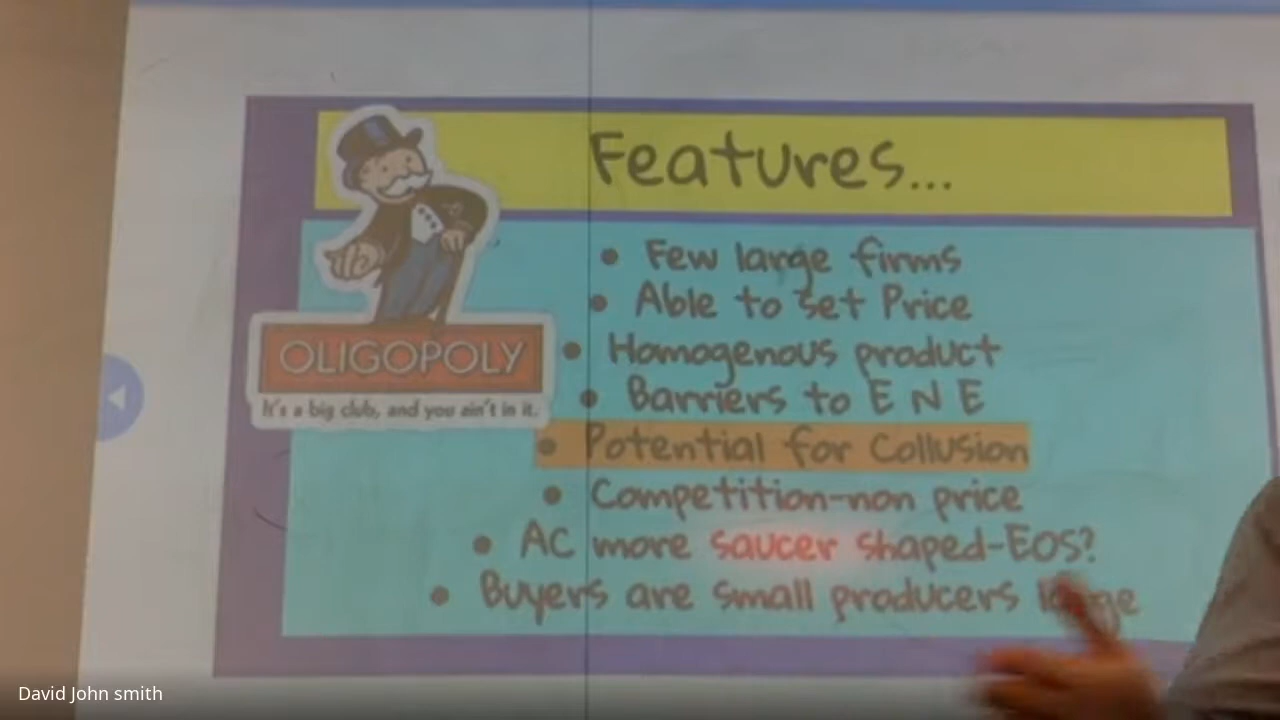 Features...
OLIGOPOLY
It's a big club, and you ain't in it.
• Few large firms
• Able to set Price
• Homogenous product
• Barriers to E N E
• Potential for Collusion
• Competition-non price
• AC more saucer shaped-EOS?
• Buyers are small producers large
David John smith